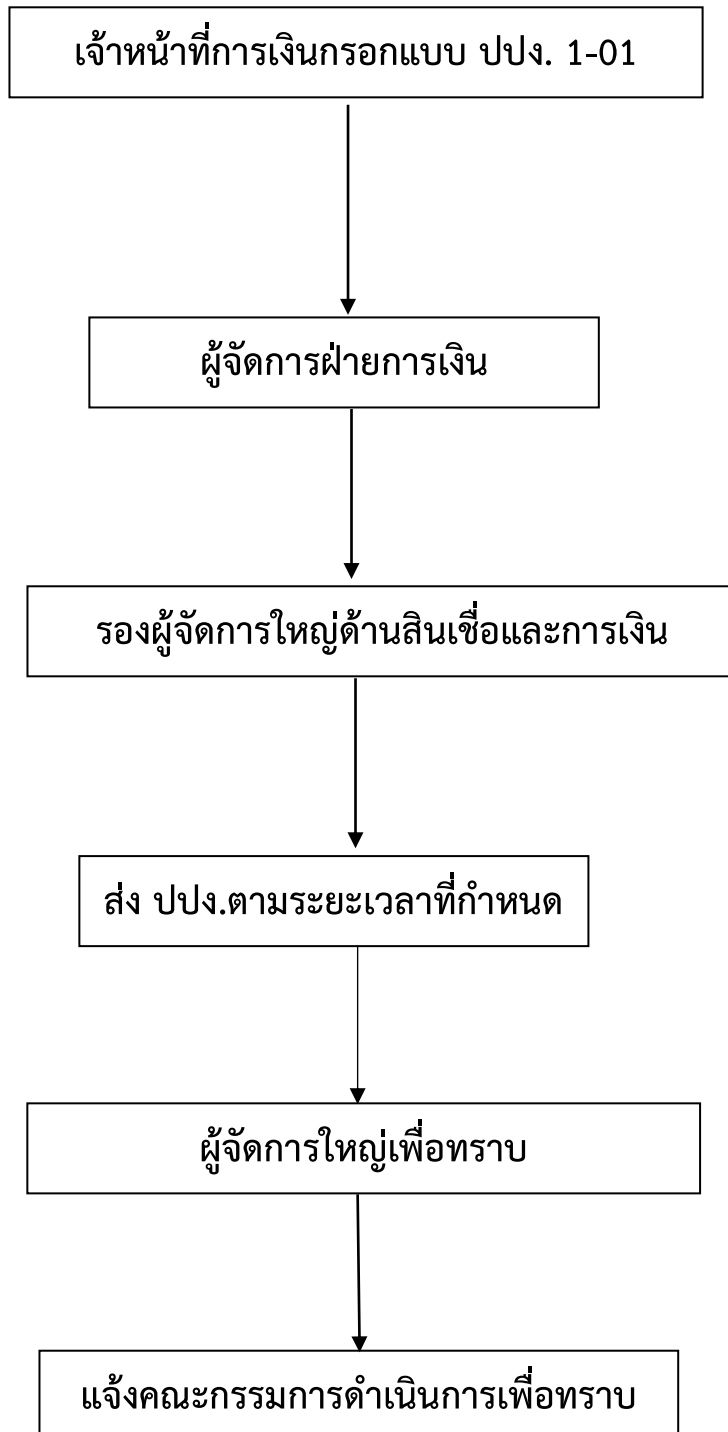 เจ้าหน้าที่การเงินกรอกแบบ ปปง. 1-01
ผู้จัดการฝ่ายการเงิน
รองผู้จัดการใหญ่ด้านสินเชื่อและการเงิน
ส่ง ปปง.ตามระยะเวลาที่กำหนด
ผู้จัดการใหญ่เพื่อทราบ
แจ้งคณะกรรมการดำเนินการเพื่อทราบ